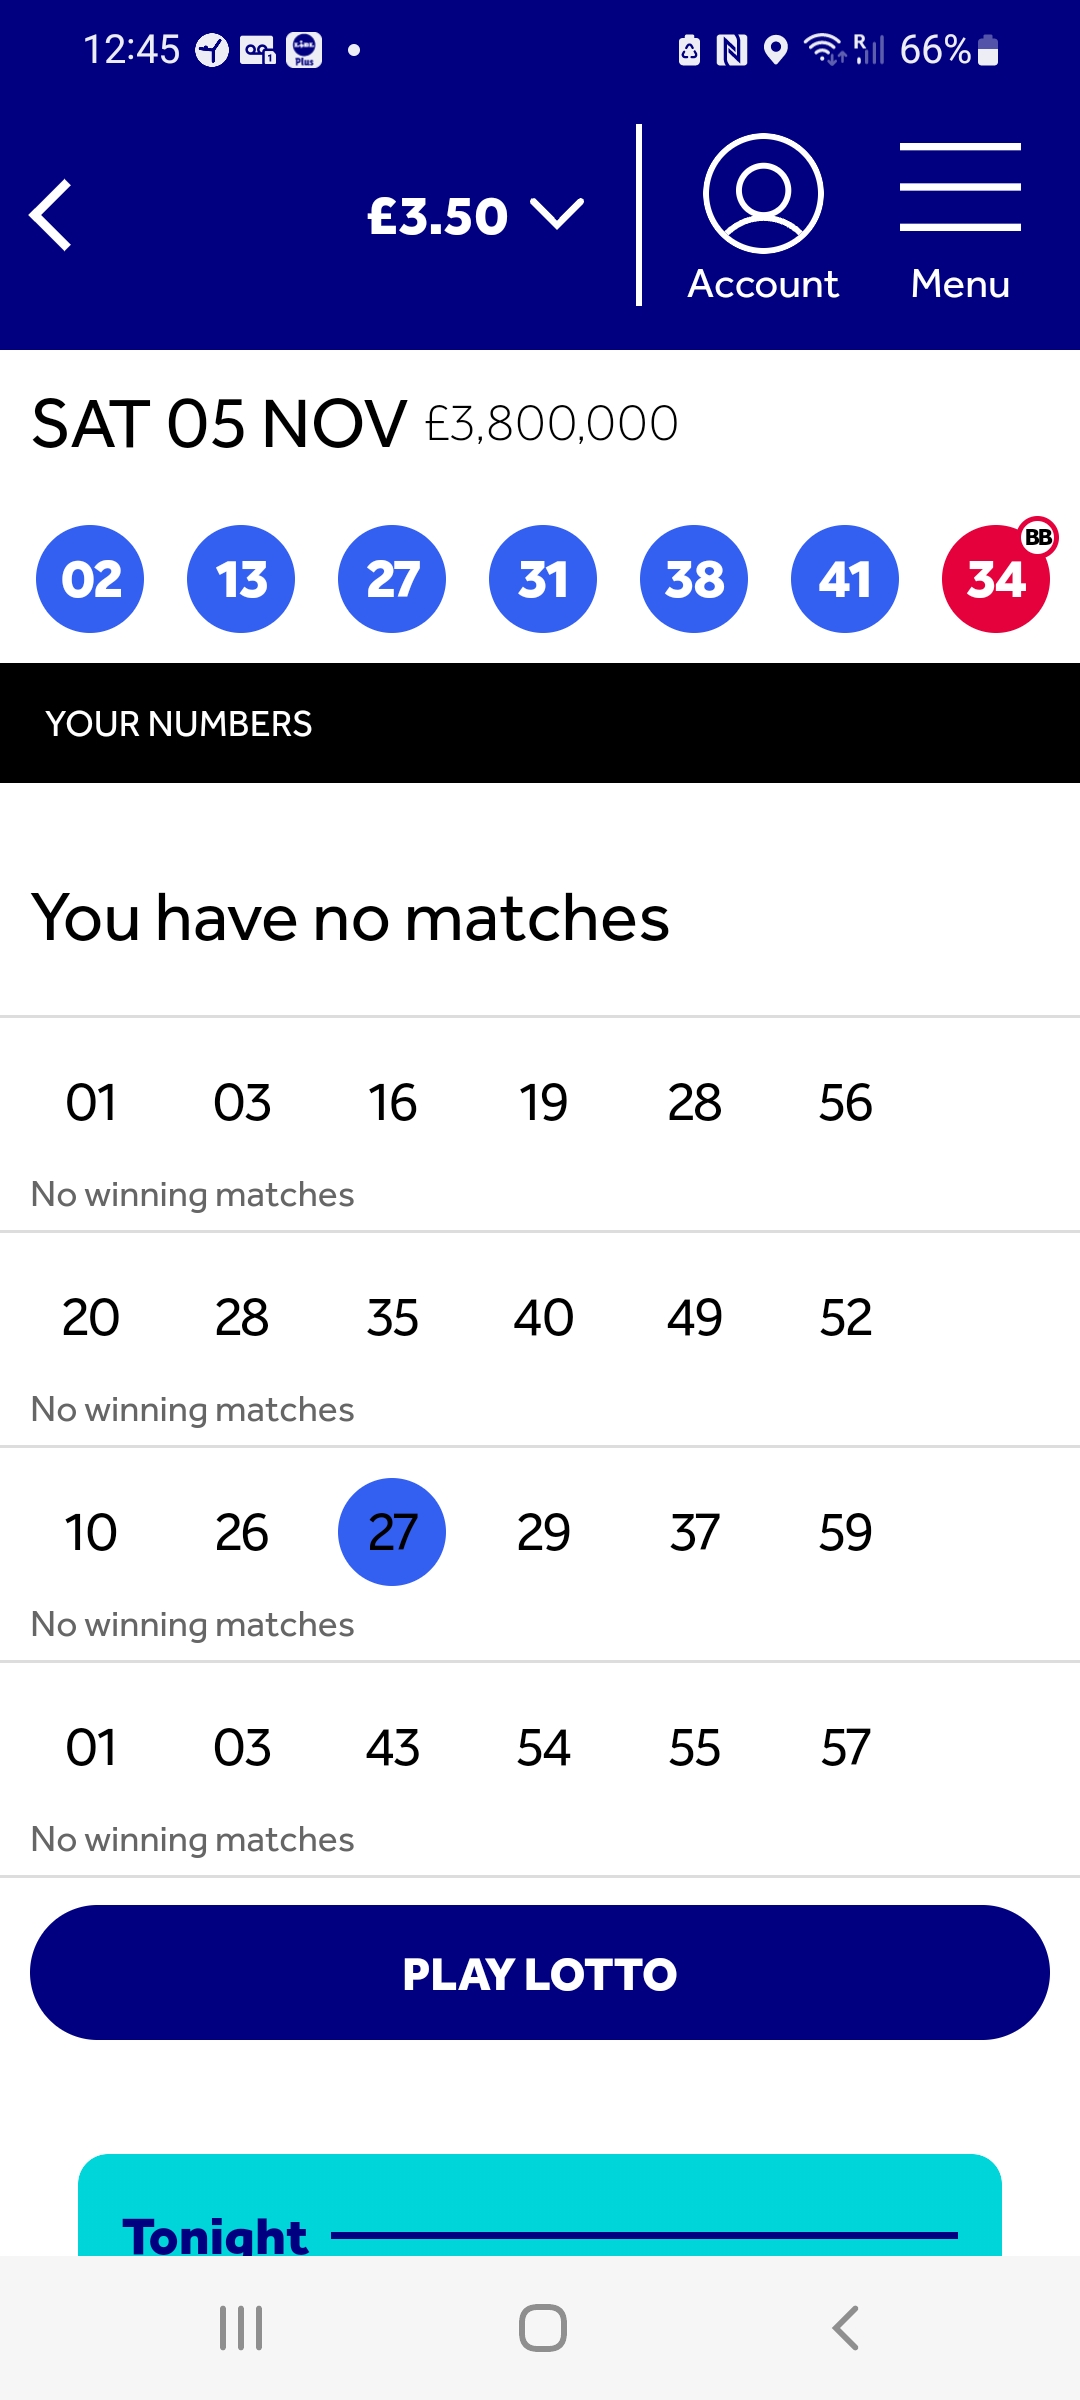 12:45 66%
£3.50
Account Menu
SAT 05 NOV £3,800,000
BB
02 13 27 31 38 41 34
YOUR NUMBERS
You have no matches
01 03 16 19 28 56
No winning matches
20 28 35 40 49 52
No winning matches
10 26 27 29 37 59
No winning matches
01 03 43 54 55 57
No winning matches
PLAY LOTTO
Tonight